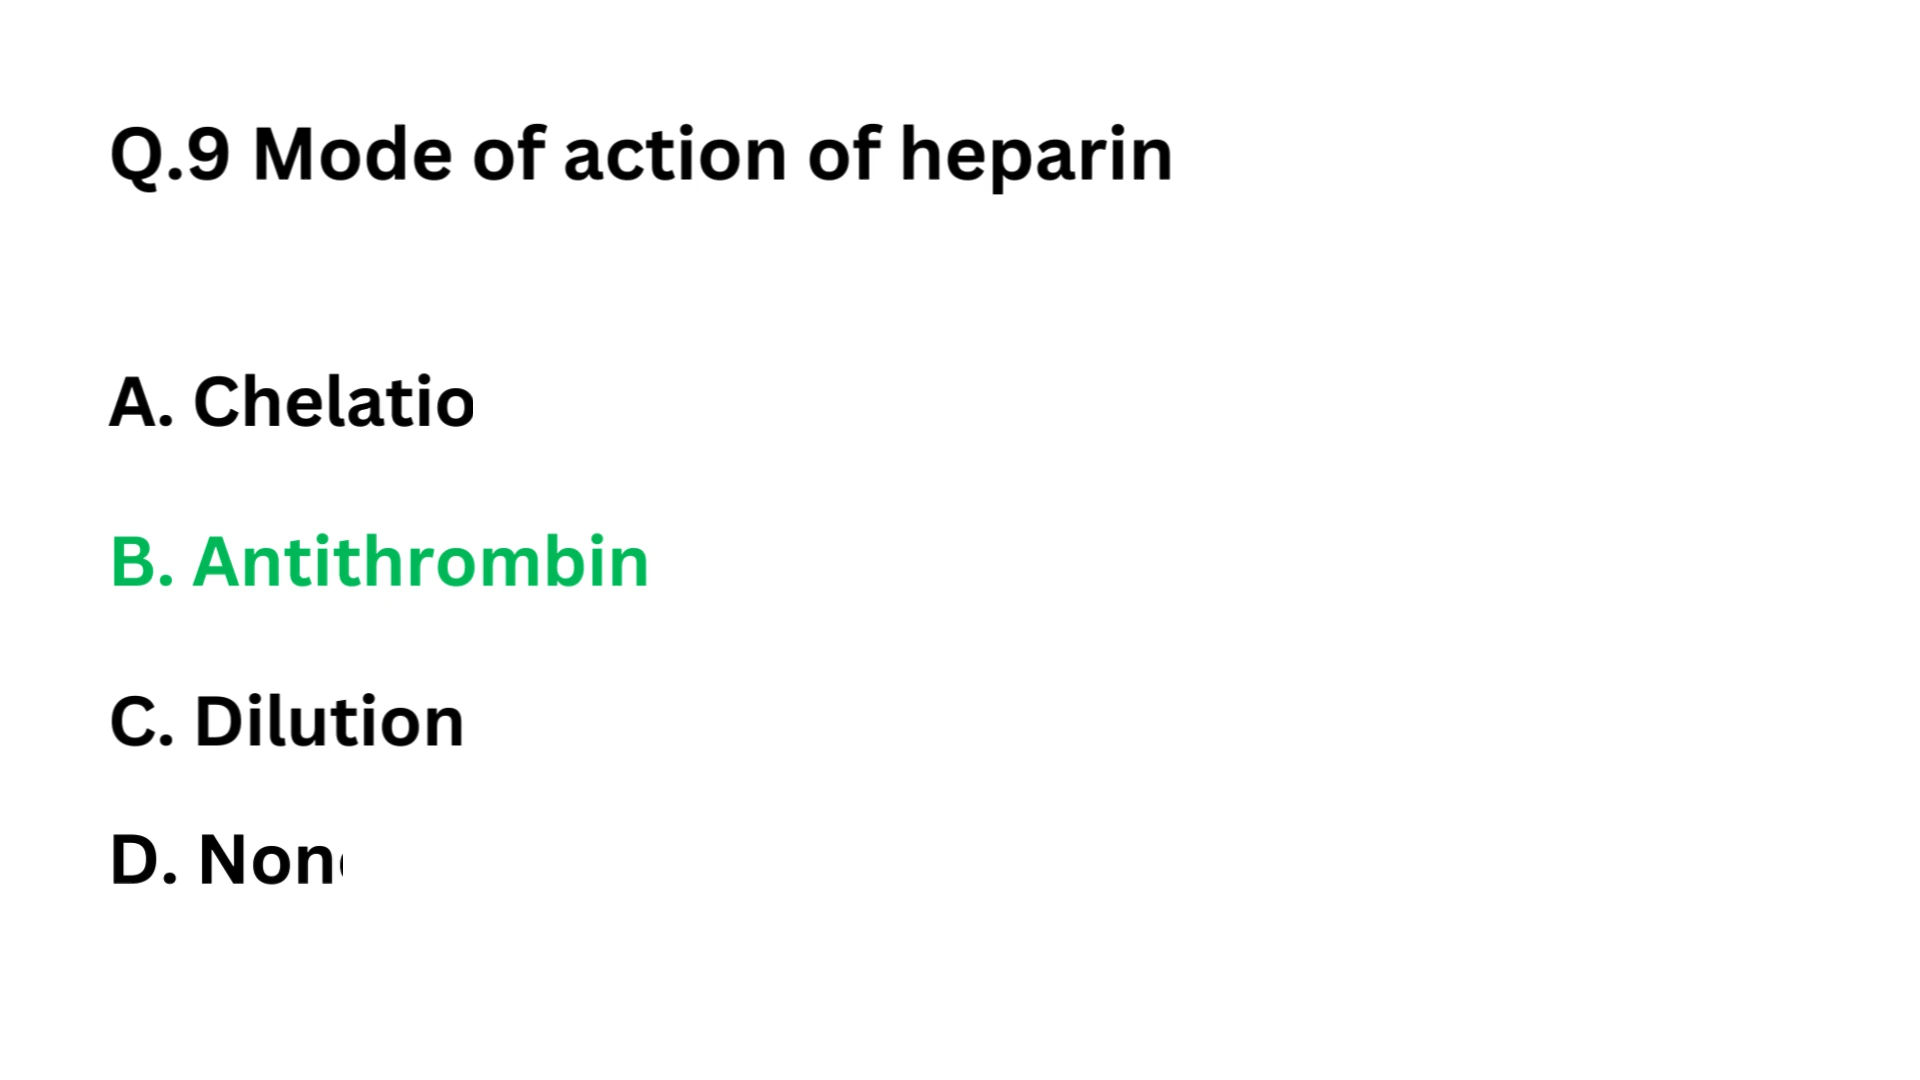 Q.9 Mode of action of heparin
A. Chelatio
B. Antithrombin
C. Dilution
D. Non